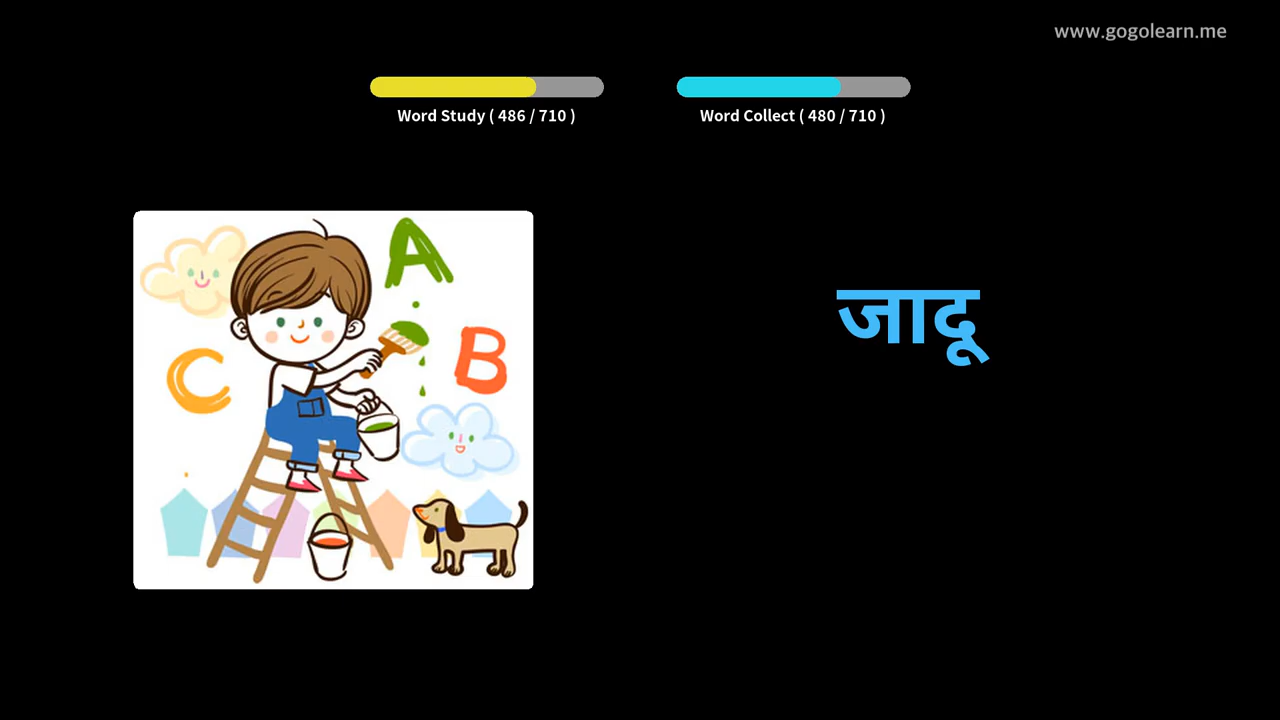 www.gogolearn.me
Word Study ( 486 / 710 )
Word Collect ( 480 / 710 )
A
B
C
जादू